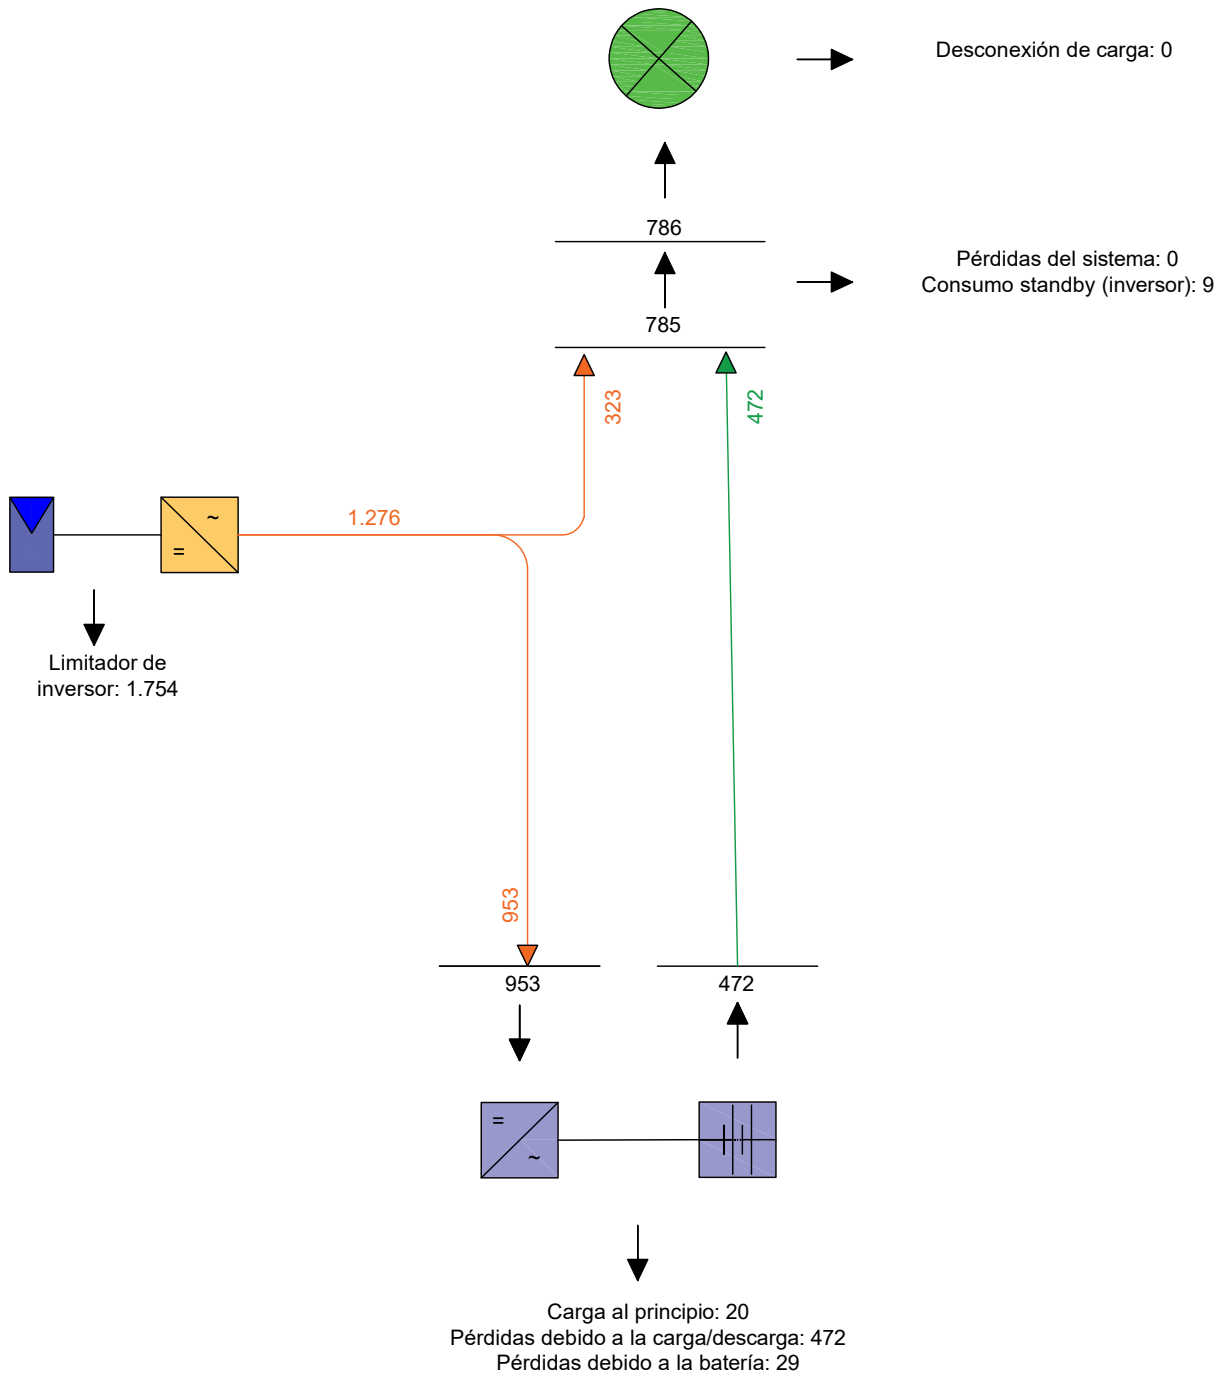 Desconexión de carga: 0
786
Pérdidas del sistema: 0
Consumo standby (inversor): 9
785
323
472
1.276
~
=
Limitador de
inversor: 1.754
953
953
472
=
~
Carga al principio: 20
Pérdidas debido a la carga/descarga: 472
Pérdidas debido a la batería: 29